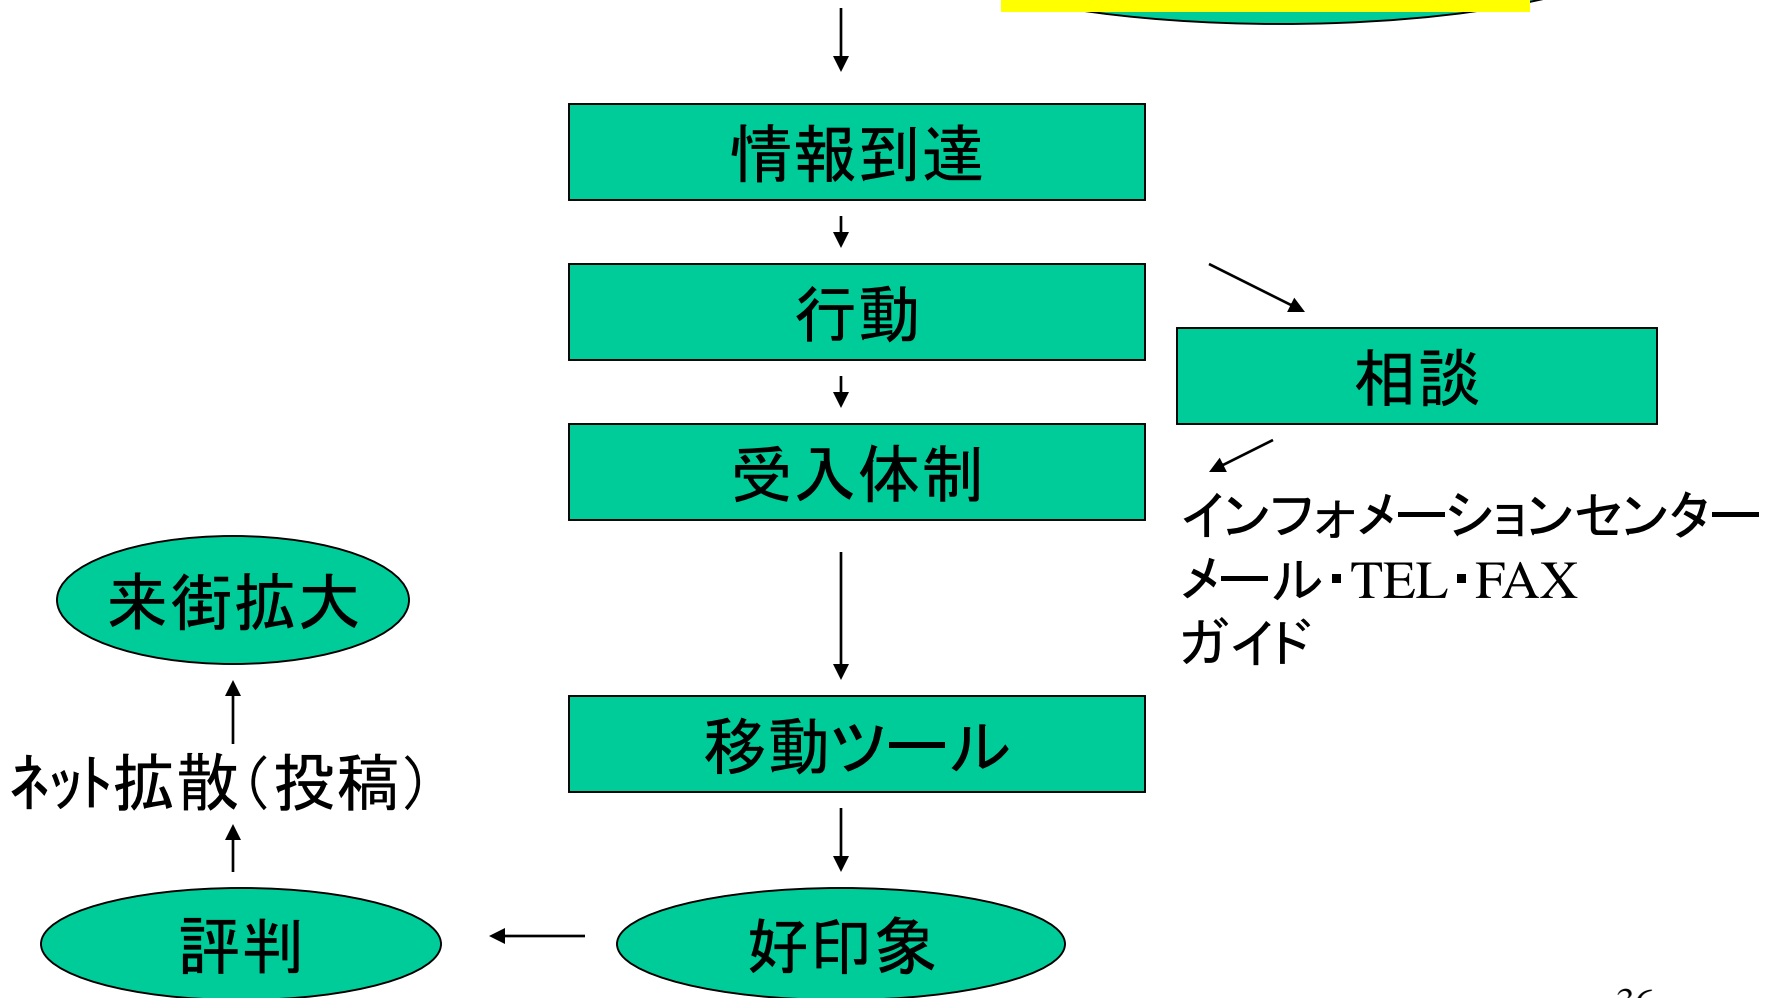 情報到達
行動
相談
受入体制
インフォメーションセンター
メール・TEL・FAX
ガイド
来街拡大
移動ツール
ネット拡散（投稿）
評判
好印象